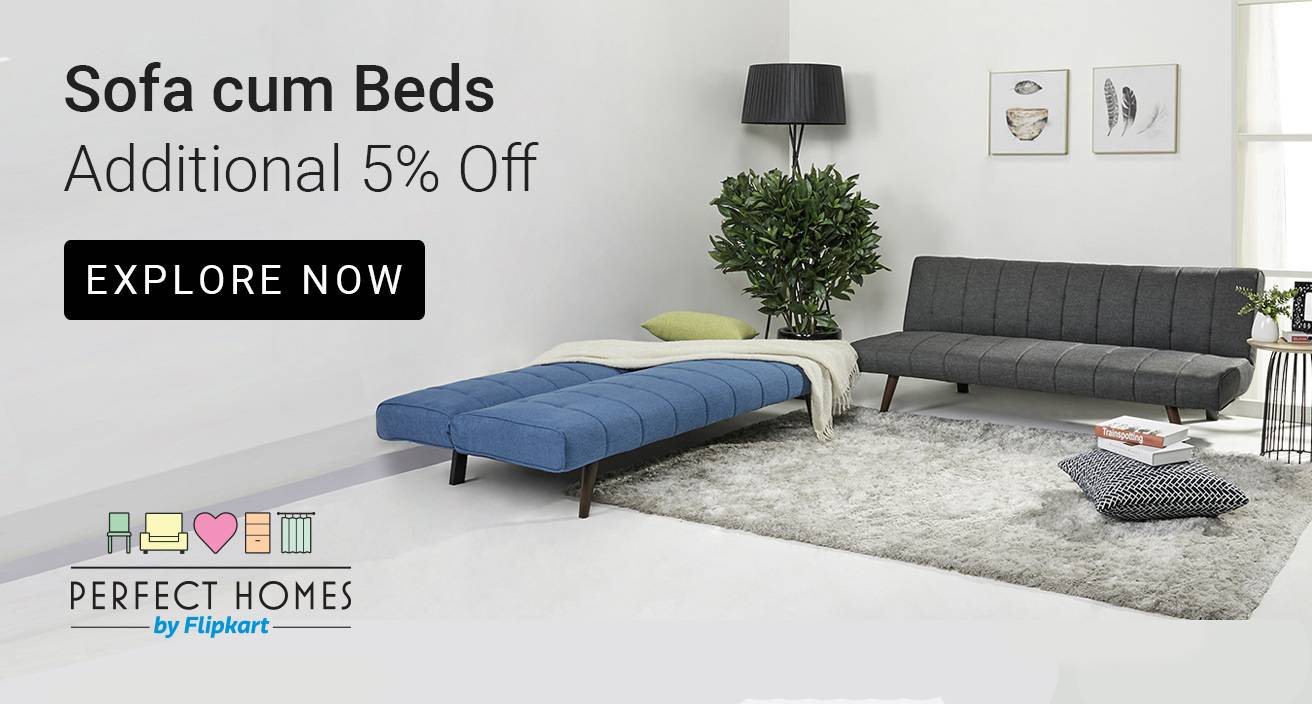 Sofa cum Beds
Additional 5% Off
EXPLORE NOW
Trainspotting
PERFECT HOMES
by Flipkart